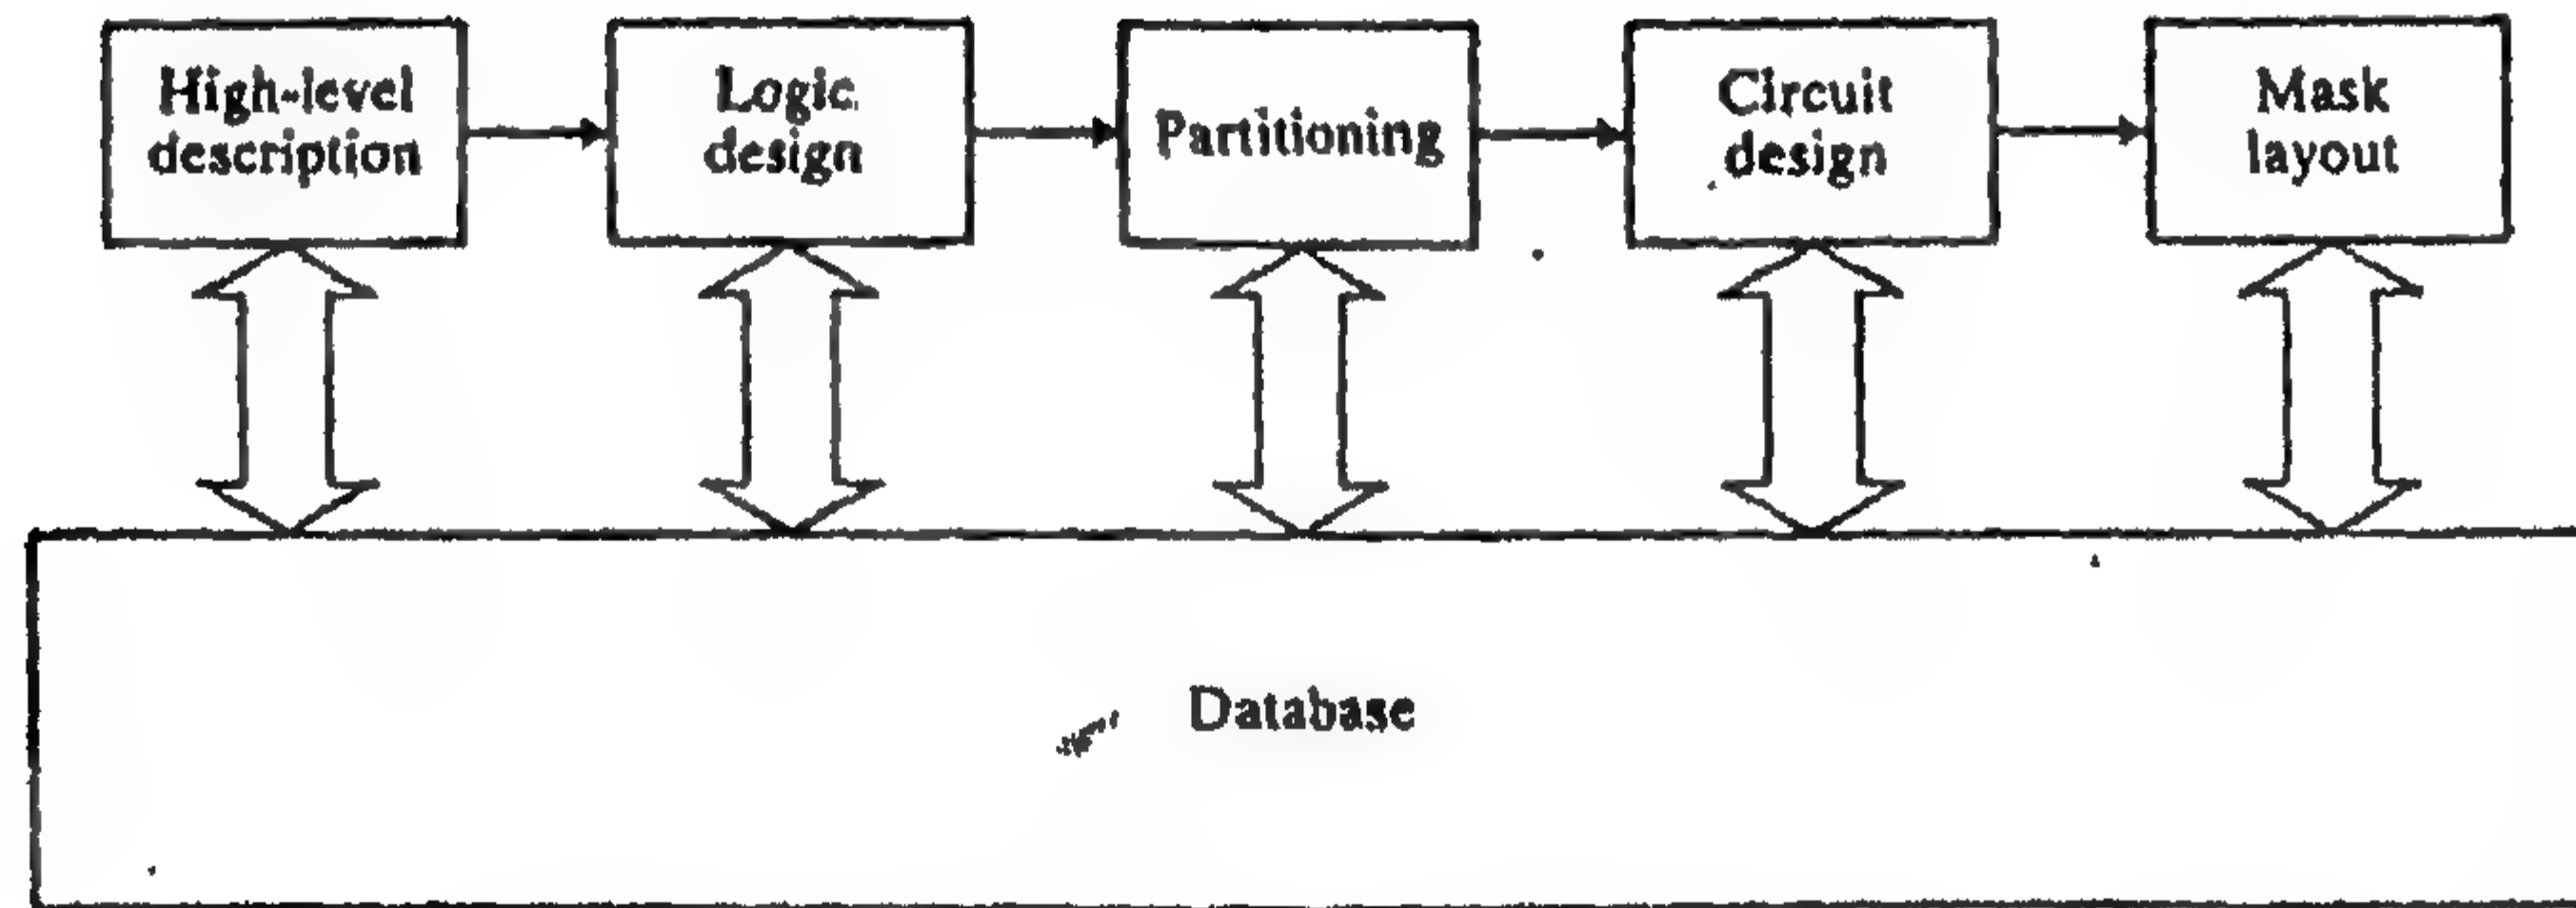 High-level
description
Logic
design
Partitioning
Circuit
design
Mask
layout
Database